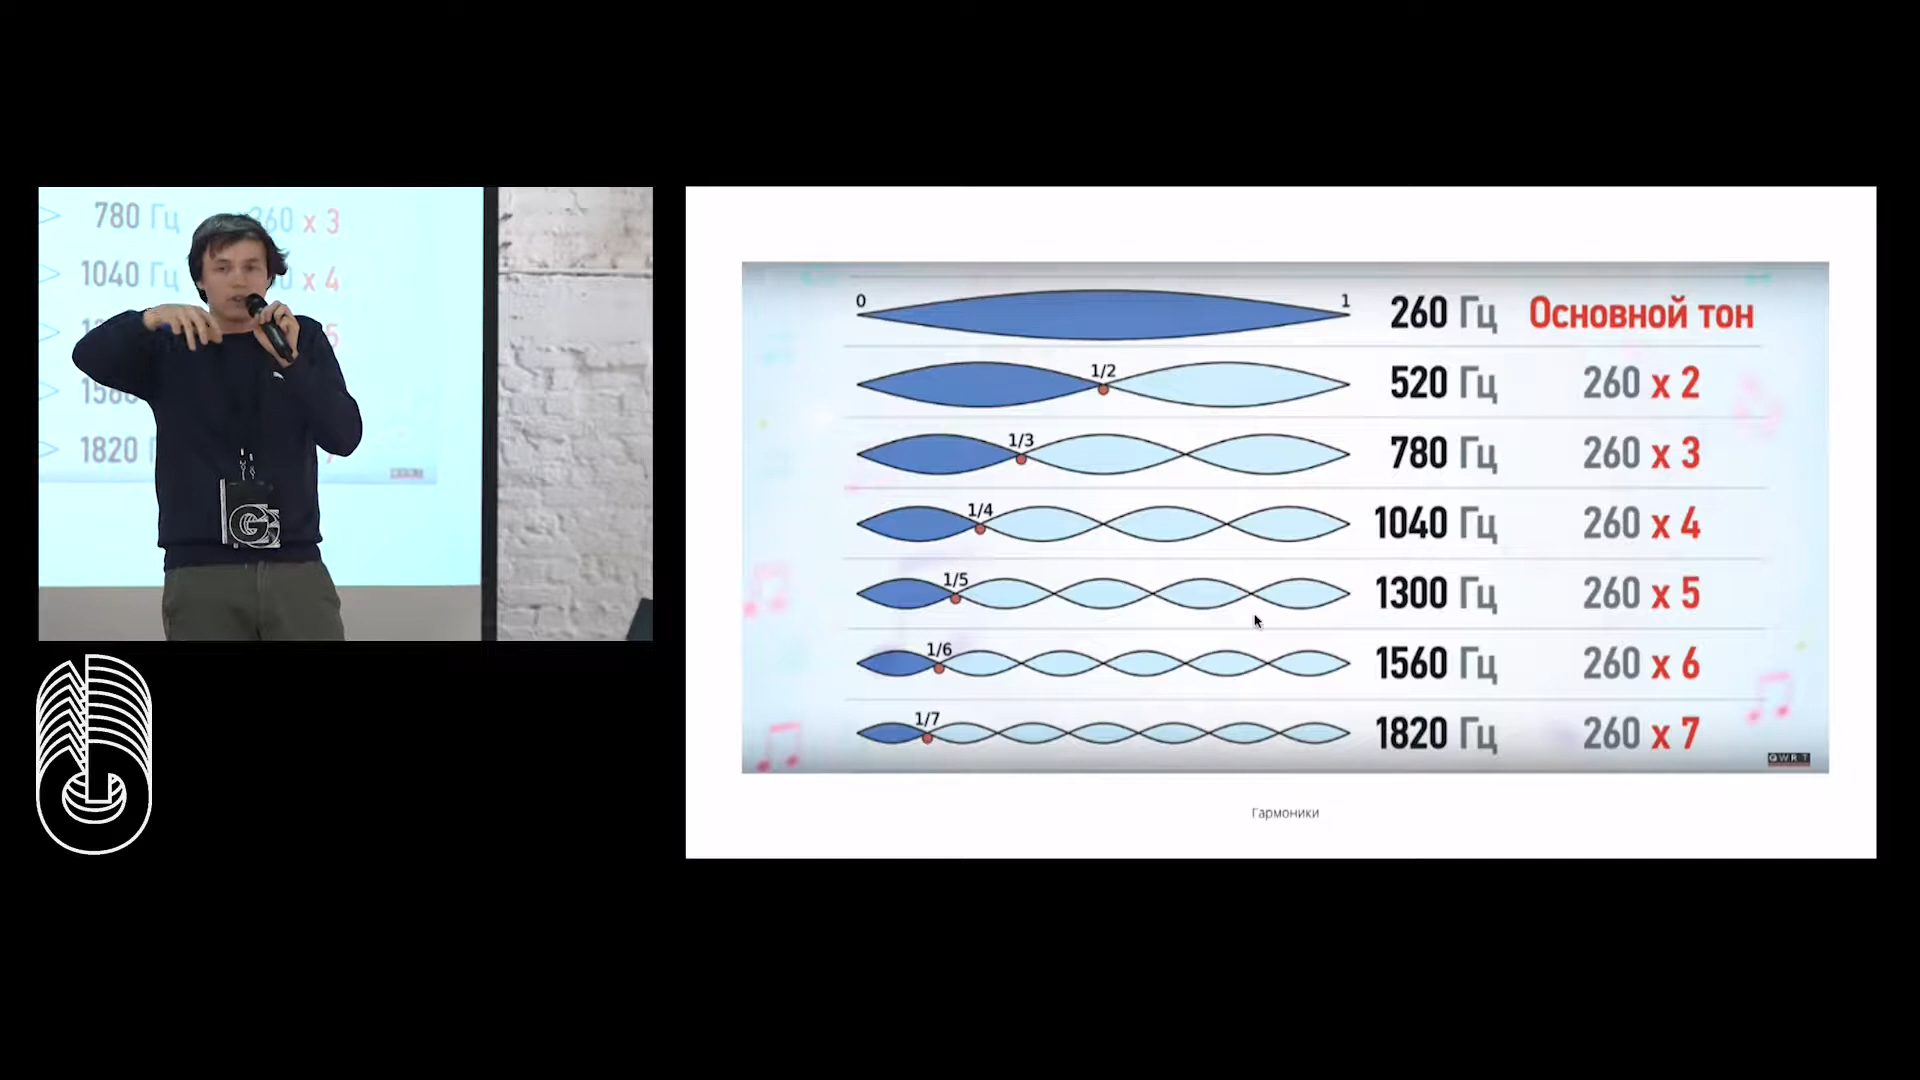 780 Гц 260 x 3
1040 Гц
x 4
1820
0 1 260 Гц Основной тон
1/2 520 Гц 260 x 2
1/3 780 Гц 260 x 3
1/4 1040 Гц 260 x 4
1/5 1300 Гц 260 x 5
1/6 1560 Гц 260 x 6
1/7 1820 Гц 260 x 7
QWRT
Гармоники